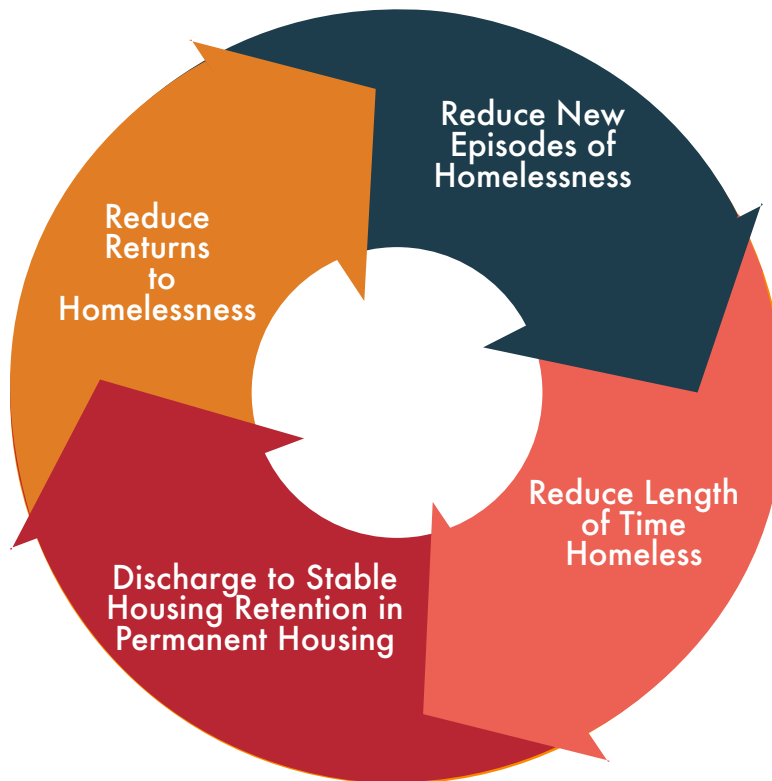 Reduce New
Episodes of
Homelessness
Reduce Length
of Time
Homeless
Discharge to Stable
Housing Retention in
Permanent Housing
Reduce
Returns
to
Homelessness